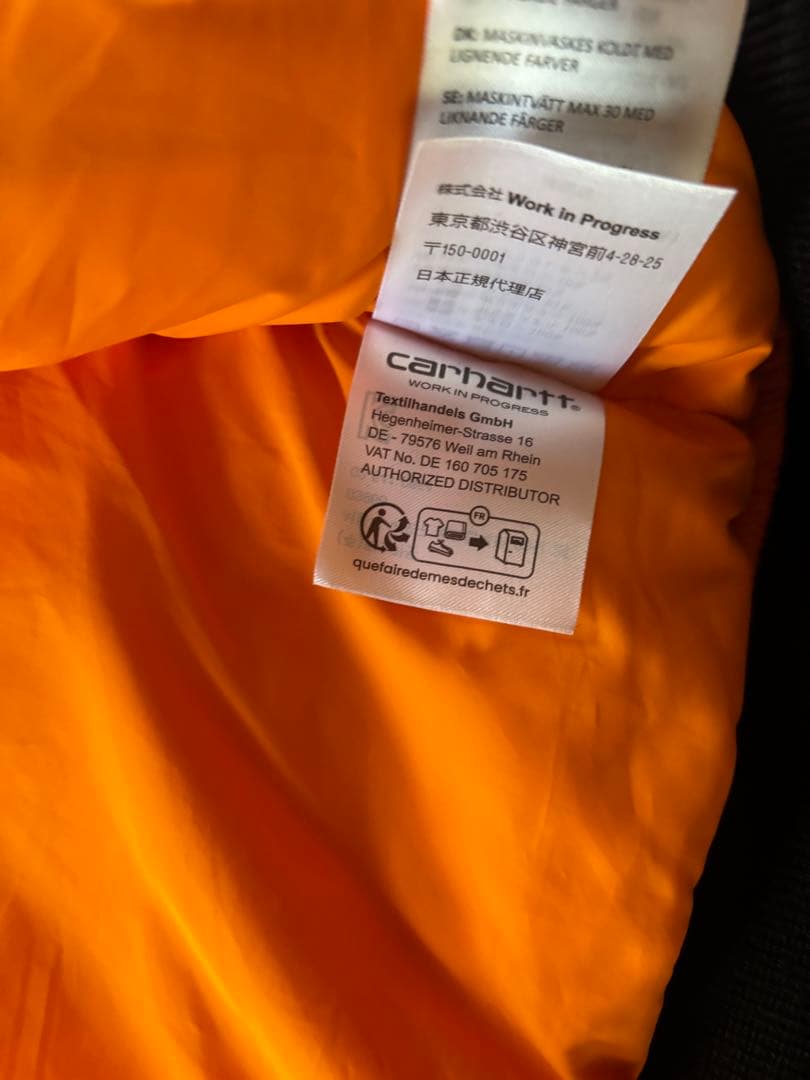 DK: MASKINVASKES KOLDT MED
LIGNENDE FARVER
SE: MASKINTVÄTT MAX 30 MED
LIKNANDE FÄRGER
株式会社 Work in Progress
東京都渋谷区神宮前4-28-25
〒150-0001
日本正規代理店
carhartt®
WORK IN PROGRESS
Textilhandels GmbH
Hegenheimer-Strasse 16
DE - 79576 Weil am Rhein
VAT No. DE 160 705 175
AUTHORIZED DISTRIBUTOR
FR
quefairedemesdechets.fr